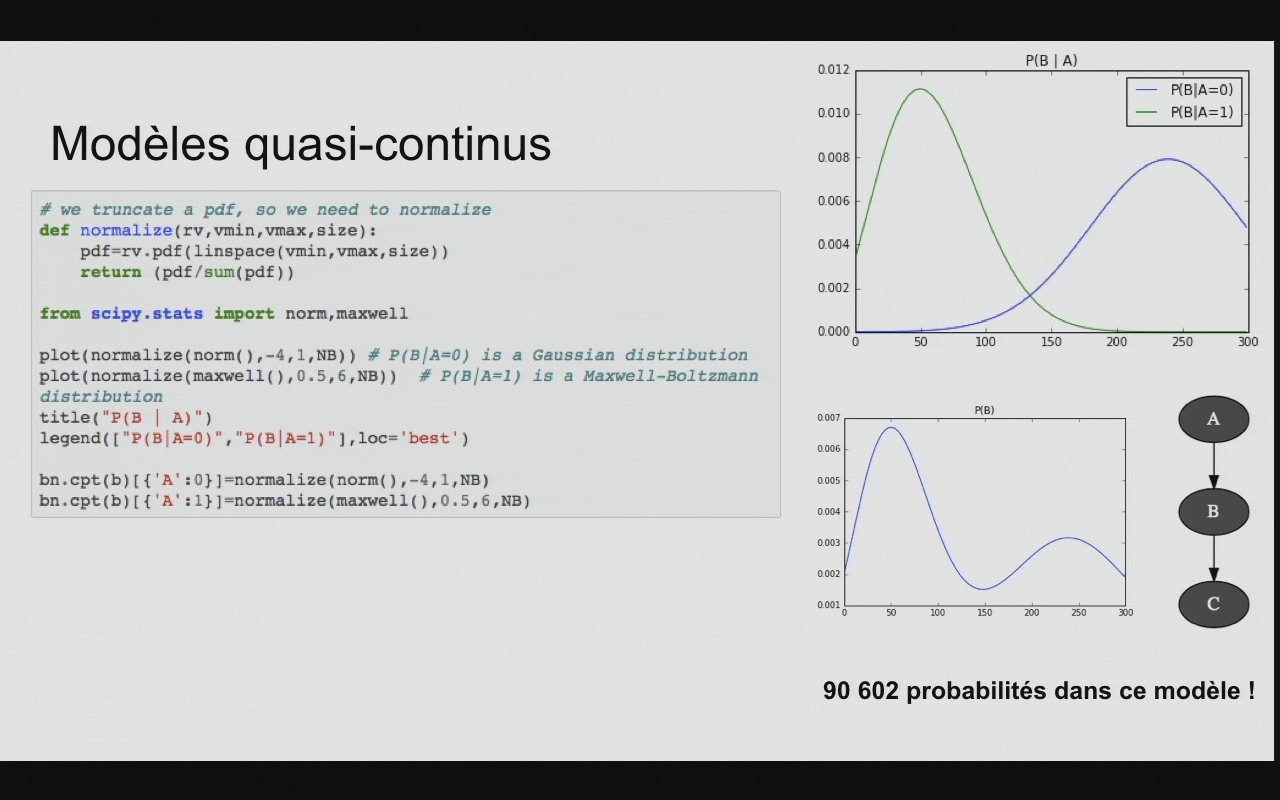 Modèles quasi-continus
# we truncate a pdf, so we need to normalize
def normalize(rv,vmin,vmax,size):
    pdf=rv.pdf(linspace(vmin,vmax,size))
    return (pdf/sum(pdf))
from scipy.stats import norm,maxwell
plot(normalize(norm(),-4,1,NB)) # P(B|A=0) is a Gaussian distribution
plot(normalize(maxwell(),0.5,6,NB))  # P(B|A=1) is a Maxwell-Boltzmann
distribution
title("P(B | A)")
legend(["P(B|A=0)","P(B|A=1)"],loc='best')
bn.cpt(b)[{'A':0}]=normalize(norm(),-4,1,NB)
bn.cpt(b)[{'A':1}]=normalize(maxwell(),0.5,6,NB)
P(B | A)
0.012
0.010
0.008
0.006
0.004
0.002
0.000
0 50 100 150 200 250 300
P(B|A=0)
P(B|A=1)
P(B)
0.007
0.006
0.005
0.004
0.003
0.002
0.001
0 50 100 150 200 250 300
A
B
C
90 602 probabilités dans ce modèle !